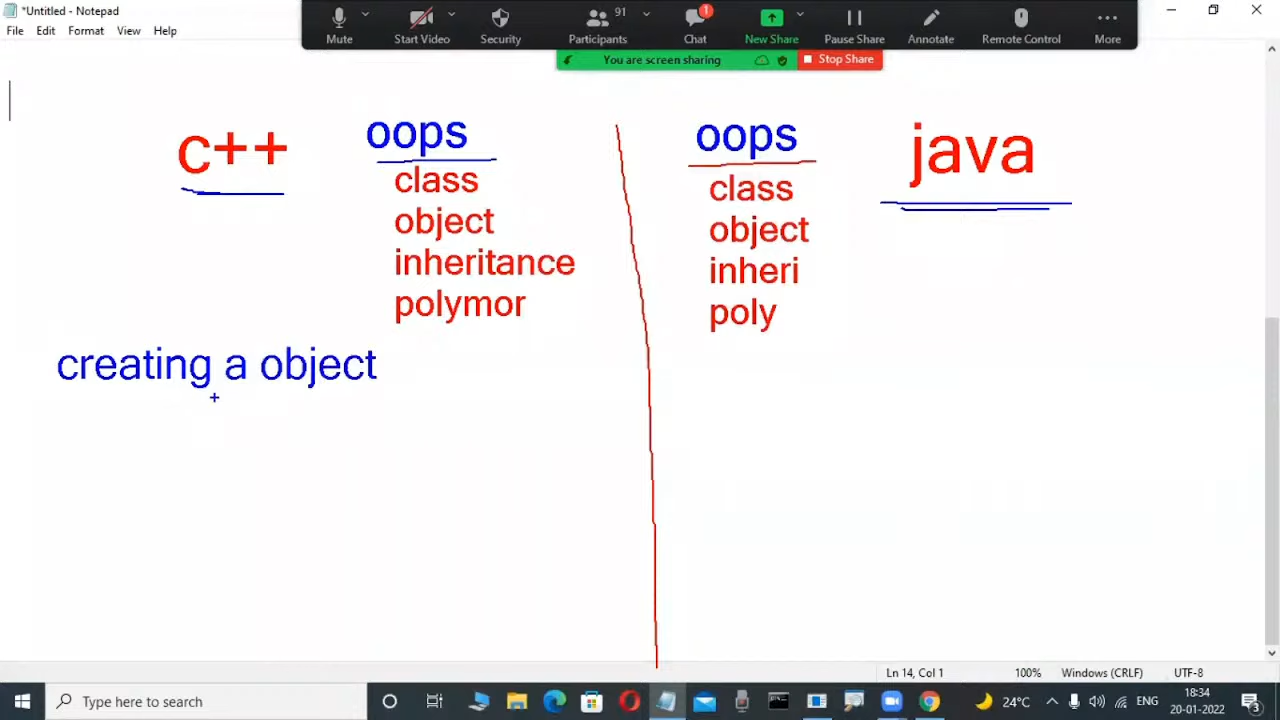 *Untitled - Notepad
File Edit Format View Help
Mute Start Video Security Participants 91 Chat 1 New Share Pause Share Annotate Remote Control More
You are screen sharing Stop Share
c++
oops
class
object
inheritance
polymor
creating a object
oops
class
object
inheri
poly
java
Ln 14, Col 1 100% Windows (CRLF) UTF-8
Type here to search
24°C ENG 18:34
20-01-2022 3